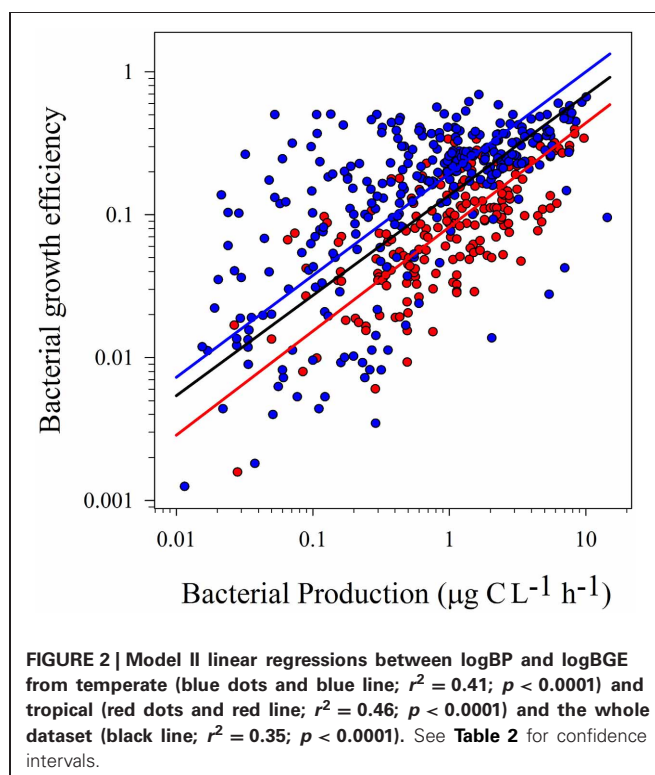 Bacterial growth efficiency
1
0.1
0.01
0.001
0.01 0.1 1 10
Bacterial Production (µg C L⁻¹ h⁻¹)
FIGURE 2 | Model II linear regressions between logBP and logBGE
from temperate (blue dots and blue line; r² = 0.41; p < 0.0001) and
tropical (red dots and red line; r² = 0.46; p < 0.0001) and the whole
dataset (black line; r² = 0.35; p < 0.0001). See Table 2 for confidence
intervals.